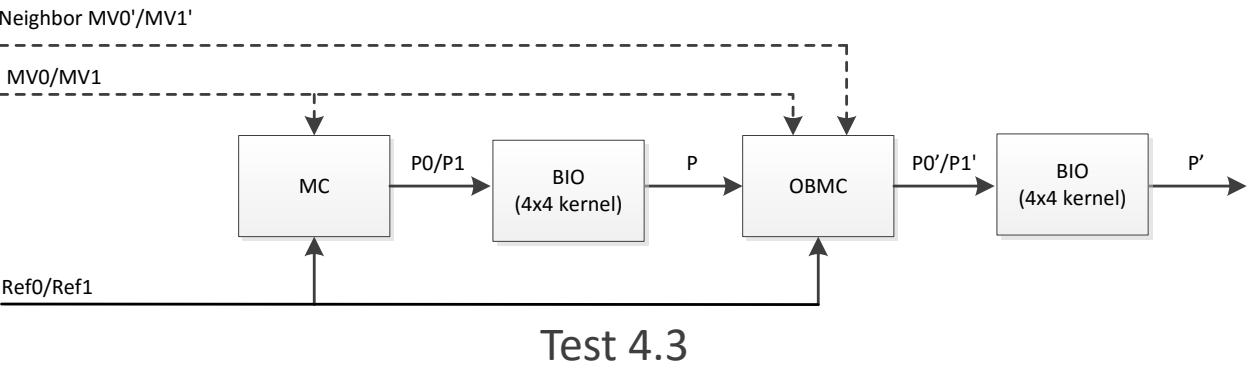 Neighbor MV0'/MV1'
MV0/MV1
MC
P0/P1
BIO
(4x4 kernel)
P
OBMC
P0’/P1'
BIO
(4x4 kernel)
P’
Ref0/Ref1
Test 4.3